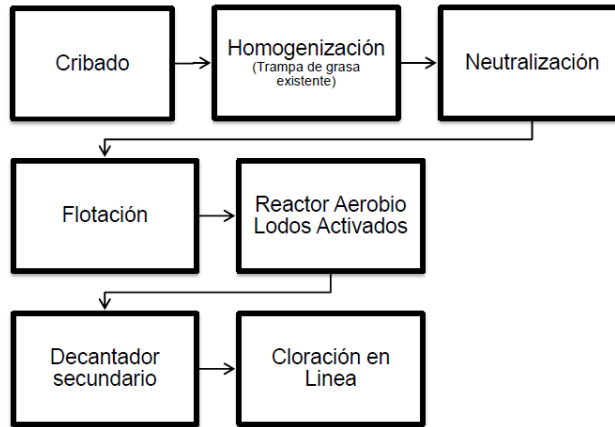 Cribado
Homogenización
(Trampa de grasa
existente)
Neutralización
Flotación
Reactor Aerobio
Lodos Activados
Decantador
secundario
Cloración en
Linea